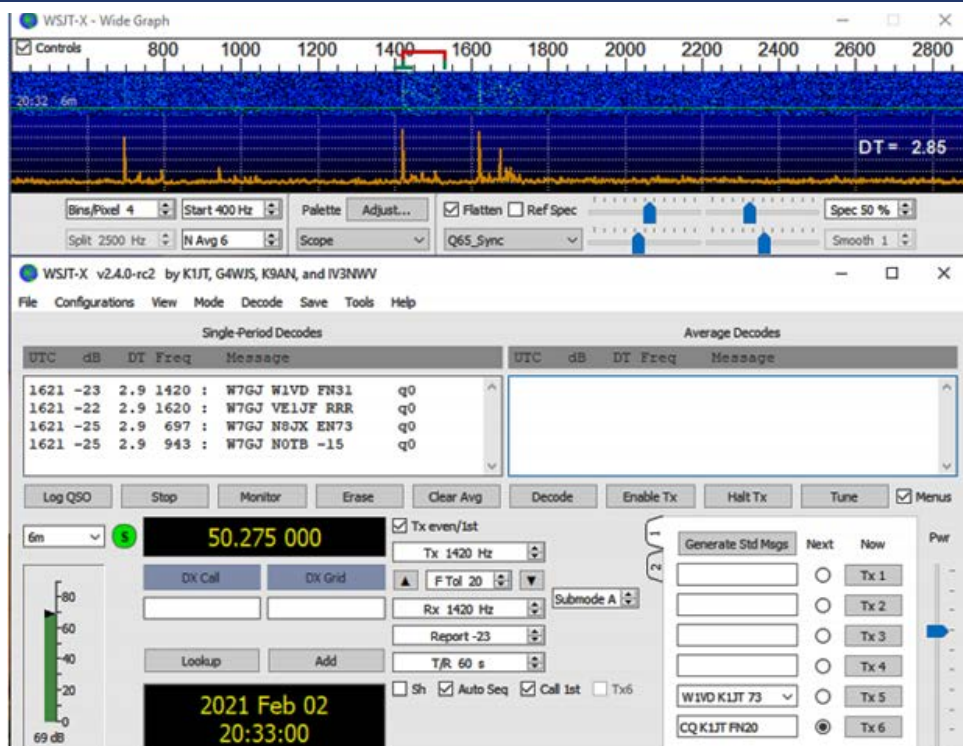 WSJT-X - Wide Graph
Controls 800 1000 1200 1400 1600 1800 2000 2200 2400 2600 2800
20:32 6m
DT = 2.85
Bins/Pixel 4 Start 400 Hz Palette Adjust... Flatten Ref Spec Spec 50 %
Split 2500 Hz N Avg 6 Scope Q65_Sync Smooth 1
WSJT-X v2.4.0-rc2 by K1JT, G4WJS, K9AN, and IV3NWV
File Configurations View Mode Decode Save Tools Help
Single-Period Decodes Average Decodes
UTC dB DT Freq Message UTC dB DT Freq Message
1621 -23 2.9 1420 : W7GJ W1VD FN31 q0
1621 -22 2.9 1620 : W7GJ VE1JF RRR q0
1621 -25 2.9 697 : W7GJ N8JX EN73 q0
1621 -25 2.9 943 : W7GJ N0TB -15 q0
Log QSO Stop Monitor Erase Clear Avg Decode Enable Tx Halt Tx Tune Menus
6m S 50.275 000 Tx even/1st 1 Generate Std Msgs Next Now Pwr
Tx 1420 Hz 2 Tx 1
DX Call DX Grid F Tol 20 Submode A Tx 2
Rx 1420 Hz
-80 Report -23 Tx 3
-60 Lookup Add T/R 60 s Tx 4
-40 Sh Auto Seq Call 1st Tx6
-20 2021 Feb 02 W1VD K1JT 73 Tx 5
-0 20:33:00 CQ K1JT FN20 Tx 6
69 dB